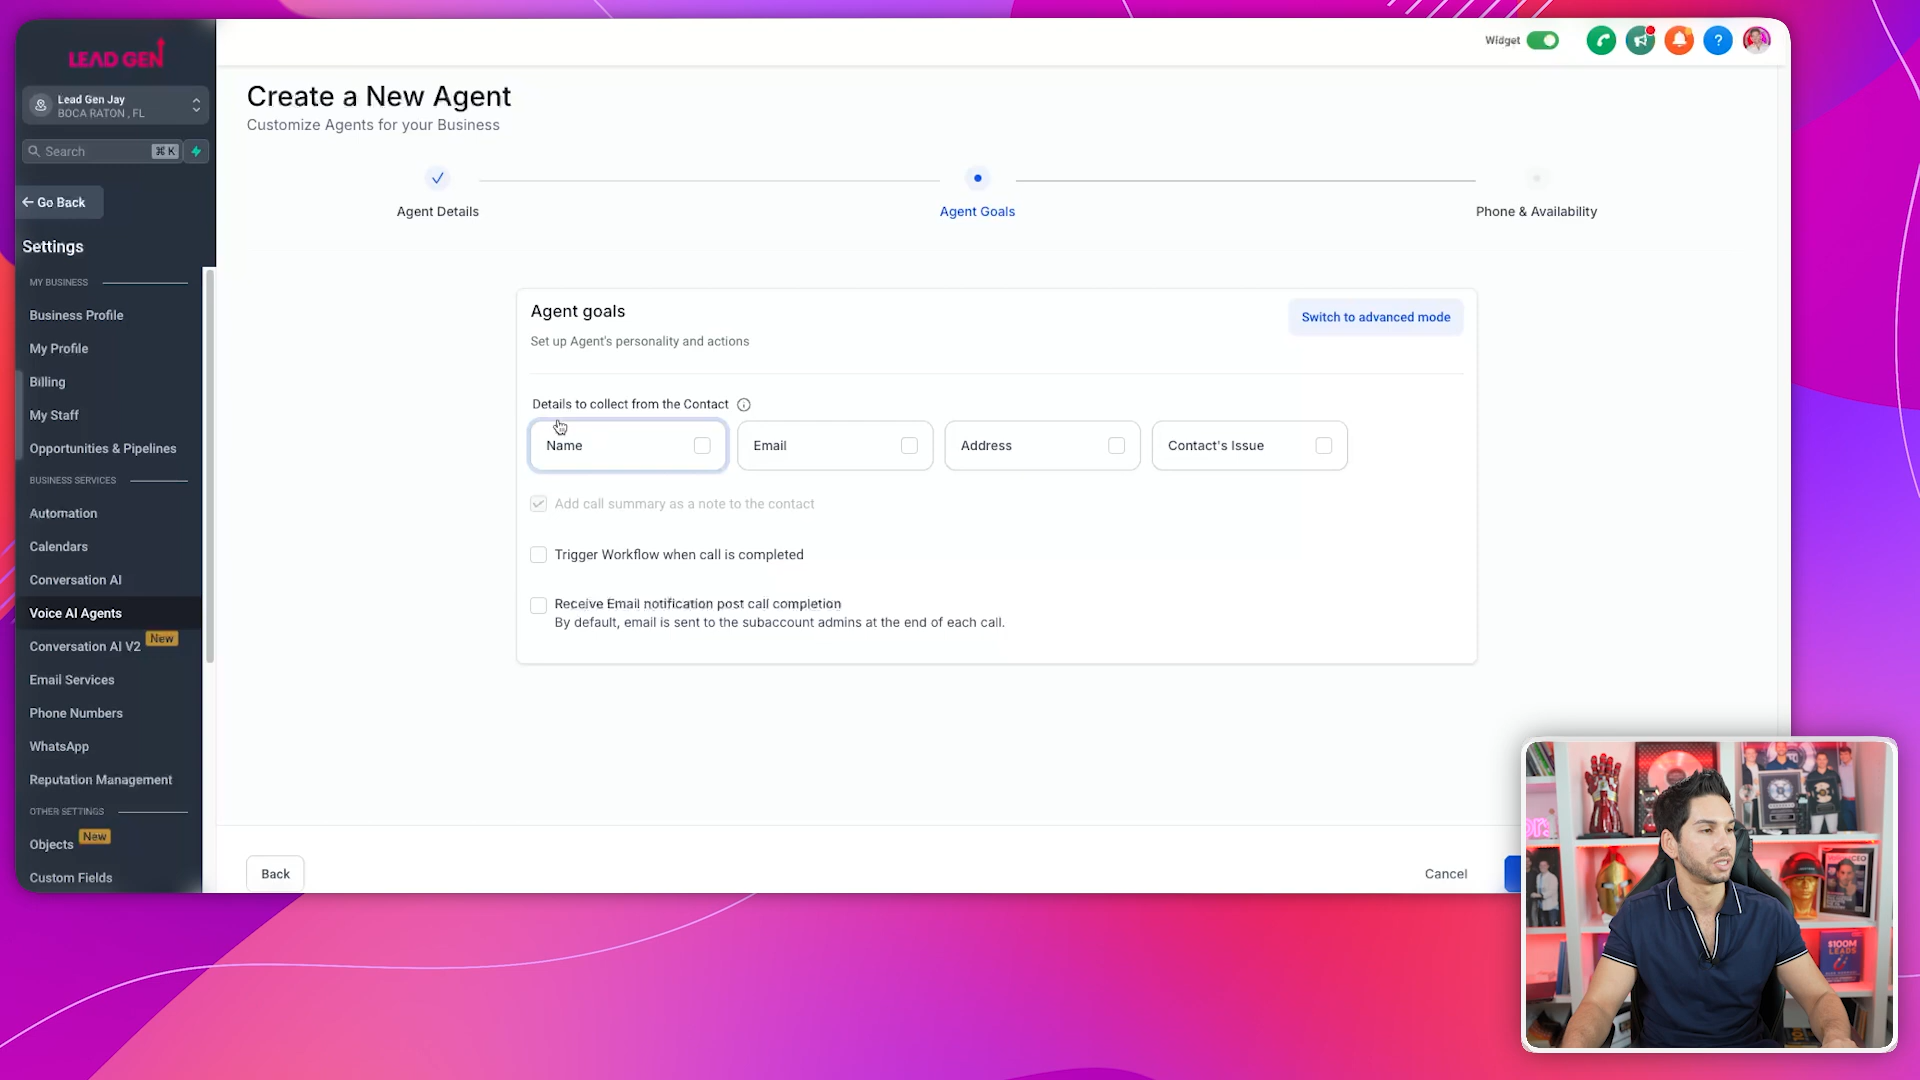 LEAD GEN
Lead Gen Jay
BOCA RATON , FL
Search ⌘ K
← Go Back
Settings
MY BUSINESS
Business Profile
My Profile
Billing
My Staff
Opportunities & Pipelines
BUSINESS SERVICES
Automation
Calendars
Conversation AI
Voice AI Agents
Conversation AI V2 New
Email Services
Phone Numbers
WhatsApp
Reputation Management
OTHER SETTINGS
Objects New
Custom Fields
Widget
?
Create a New Agent
Customize Agents for your Business
Agent Details
Agent Goals
Phone & Availability
Agent goals
Switch to advanced mode
Set up Agent's personality and actions
Details to collect from the Contact
Name
Email
Address
Contact's Issue
Add call summary as a note to the contact
Trigger Workflow when call is completed
Receive Email notification post call completion
By default, email is sent to the subaccount admins at the end of each call.
Back
Cancel
or:
$100M
LEADS